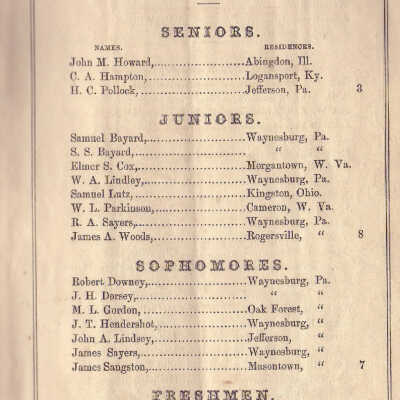 SENIORS.
NAMES. RESIDENCES.
John M. Howard,..................Abingdon, Ill.
C. A. Hampton,...................Logansport, Ky.
H. C. Pollock,...................Jefferson, Pa. 3
JUNIORS.
Samuel Bayard,...................Waynesburg, Pa.
S. S. Bayard,.................... " "
Elmer S. Cox,....................Morgantown, W. Va.
W. A. Lindley,...................Waynesburg, Pa.
Samuel Lutz,.....................Kingston, Ohio.
W. L. Parkinson,.................Cameron, W. Va.
R. A. Sayers,....................Waynesburg, Pa.
James A. Woods,..................Rogersville, " 8
SOPHOMORES.
Robert Downey,...................Waynesburg, Pa.
J. H. Dorsey,.................... " "
M. L. Gordon,....................Oak Forest, "
J. T. Hendershot,................Waynesburg, "
John A. Lindsey,.................Jefferson, "
James Sayers,....................Waynesburg, "
James Sangston,..................Masontown, " 7
FRESHMEN.